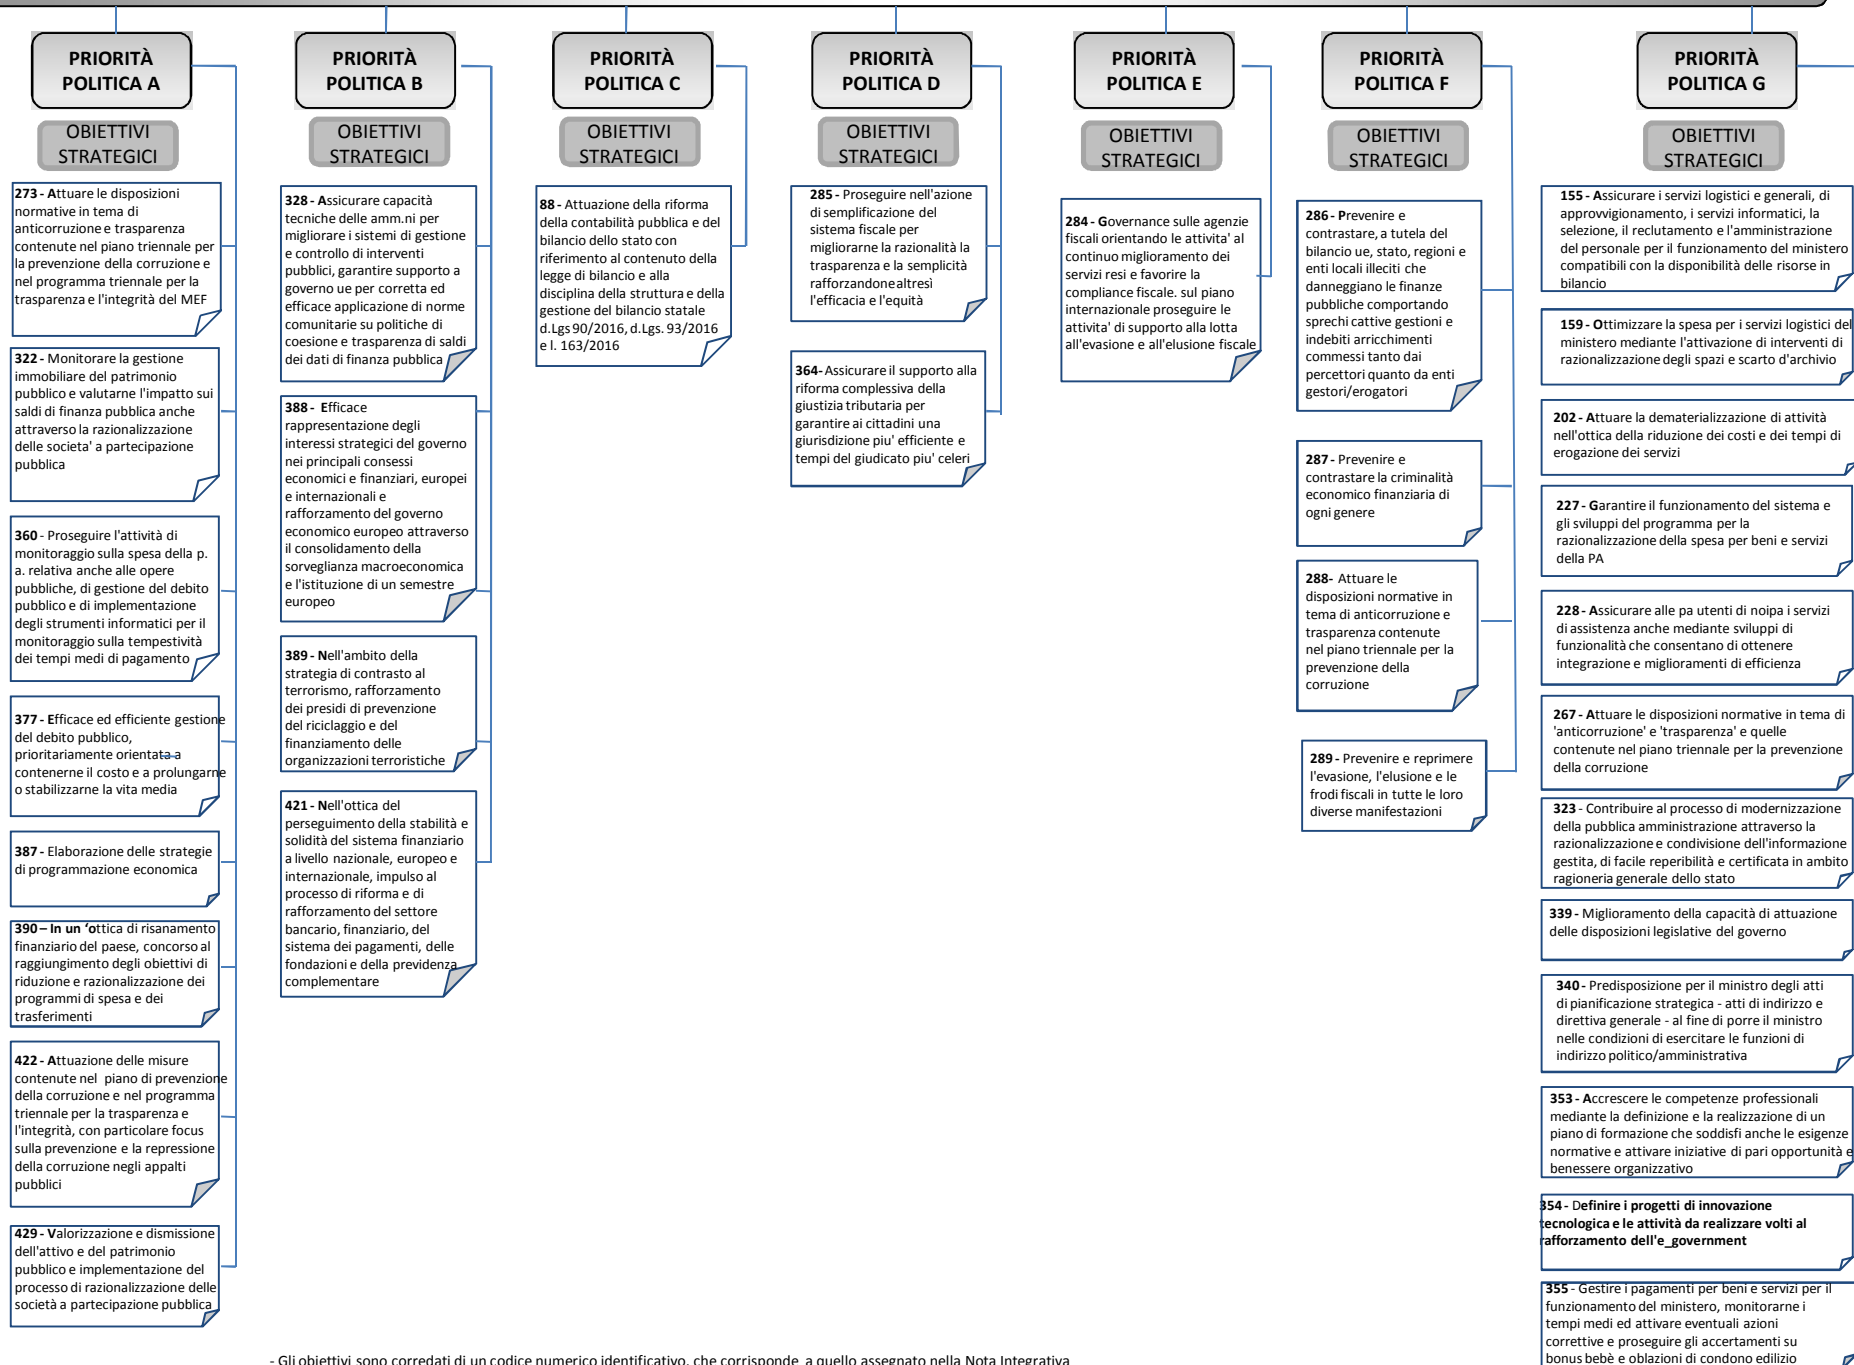 PRIORITÀ
POLITICA A
OBIETTIVI
STRATEGICI
273 - Attuare le disposizioni
normative in tema di
anticorruzione e trasparenza
contenute nel piano triennale per
la prevenzione della corruzione e
nel programma triennale per la
trasparenza e l'integrità del MEF
322 - Monitorare la gestione
immobiliare del patrimonio
pubblico e valutarne l'impatto sui
saldi di finanza pubblica anche
attraverso la razionalizzazione
delle societa' a partecipazione
pubblica
360 - Proseguire l'attività di
monitoraggio sulla spesa della p.
a. relativa anche alle opere
pubbliche, di gestione del debito
pubblico e di implementazione
degli strumenti informatici per il
monitoraggio sulla tempestività
dei tempi medi di pagamento
377 - Efficace ed efficiente gestione
del debito pubblico,
prioritariamente orientata a
contenerne il costo e a prolungarne
o stabilizzarne la vita media
387 - Elaborazione delle strategie
di programmazione economica
390 – In un 'ottica di risanamento
finanziario del paese, concorso al
raggiungimento degli obiettivi di
riduzione e razionalizzazione dei
programmi di spesa e dei
trasferimenti
422 - Attuazione delle misure
contenute nel piano di prevenzione
della corruzione e nel programma
triennale per la trasparenza e
l'integrità, con particolare focus
sulla prevenzione e la repressione
della corruzione negli appalti
pubblici
429 - Valorizzazione e dismissione
dell'attivo e del patrimonio
pubblico e implementazione del
processo di razionalizzazione delle
società a partecipazione pubblica
PRIORITÀ
POLITICA B
OBIETTIVI
STRATEGICI
328 - Assicurare capacità
tecniche delle amm.ni per
migliorare i sistemi di gestione
e controllo di interventi
pubblici, garantire supporto a
governo ue per corretta ed
efficace applicazione di norme
comunitarie su politiche di
coesione e trasparenza di saldi
dei dati di finanza pubblica
388 - Efficace
rappresentazione degli
interessi strategici del governo
nei principali consessi
economici e finanziari, europei
e internazionali e
rafforzamento del governo
economico europeo attraverso
il consolidamento della
sorveglianza macroeconomica
e l'istituzione di un semestre
europeo
389 - Nell'ambito della
strategia di contrasto al
terrorismo, rafforzamento
dei presidi di prevenzione
del riciclaggio e del
finanziamento delle
organizzazioni terroristiche
421 - Nell'ottica del
perseguimento della stabilità e
solidità del sistema finanziario
a livello nazionale, europeo e
internazionale, impulso al
processo di riforma e di
rafforzamento del settore
bancario, finanziario, del
sistema dei pagamenti, delle
fondazioni e della previdenza
complementare
PRIORITÀ
POLITICA C
OBIETTIVI
STRATEGICI
88 - Attuazione della riforma
della contabilità pubblica e del
bilancio dello stato con
riferimento al contenuto della
legge di bilancio e alla
disciplina della struttura e della
gestione del bilancio statale
d.Lgs 90/2016, d.Lgs. 93/2016
e l. 163/2016
PRIORITÀ
POLITICA D
OBIETTIVI
STRATEGICI
285 - Proseguire nell'azione
di semplificazione del
sistema fiscale per
migliorarne la razionalità la
trasparenza e la semplicità
rafforzandone altresì
l'efficacia e l'equità
364- Assicurare il supporto alla
riforma complessiva della
giustizia tributaria per
garantire ai cittadini una
giurisdizione piu' efficiente e
tempi del giudicato piu' celeri
PRIORITÀ
POLITICA E
OBIETTIVI
STRATEGICI
284 - Governance sulle agenzie
fiscali orientando le attivita' al
continuo miglioramento dei
servizi resi e favorire la
compliance fiscale. sul piano
internazionale proseguire le
attivita' di supporto alla lotta
all'evasione e all'elusione fiscale
PRIORITÀ
POLITICA F
OBIETTIVI
STRATEGICI
286 - Prevenire e
contrastare, a tutela del
bilancio ue, stato, regioni e
enti locali illeciti che
danneggiano le finanze
pubbliche comportando
sprechi cattive gestioni e
indebiti arricchimenti
commessi tanto dai
percettori quanto da enti
gestori/erogatori
287 - Prevenire e
contrastare la criminalità
economico finanziaria di
ogni genere
288- Attuare le
disposizioni normative in
tema di anticorruzione e
trasparenza contenute
nel piano triennale per la
prevenzione della
corruzione
289 - Prevenire e reprimere
l'evasione, l'elusione e le
frodi fiscali in tutte le loro
diverse manifestazioni
PRIORITÀ
POLITICA G
OBIETTIVI
STRATEGICI
155 - Assicurare i servizi logistici e generali, di
approvvigionamento, i servizi informatici, la
selezione, il reclutamento e l'amministrazione
del personale per il funzionamento del ministero
compatibili con la disponibilità delle risorse in
bilancio
159 - Ottimizzare la spesa per i servizi logistici del
ministero mediante l'attivazione di interventi di
razionalizzazione degli spazi e scarto d'archivio
202 - Attuare la dematerializzazione di attività
nell'ottica della riduzione dei costi e dei tempi di
erogazione dei servizi
227 - Garantire il funzionamento del sistema e
gli sviluppi del programma per la
razionalizzazione della spesa per beni e servizi
della PA
228 - Assicurare alle pa utenti di noipa i servizi
di assistenza anche mediante sviluppi di
funzionalità che consentano di ottenere
integrazione e miglioramenti di efficienza
267 - Attuare le disposizioni normative in tema di
'anticorruzione' e 'trasparenza' e quelle
contenute nel piano triennale per la prevenzione
della corruzione
323 - Contribuire al processo di modernizzazione
della pubblica amministrazione attraverso la
razionalizzazione e condivisione dell'informazione
gestita, di facile reperibilità e certificata in ambito
ragioneria generale dello stato
339 - Miglioramento della capacità di attuazione
delle disposizioni legislative del governo
340 - Predisposizione per il ministro degli atti
di pianificazione strategica - atti di indirizzo e
direttiva generale - al fine di porre il ministro
nelle condizioni di esercitare le funzioni di
indirizzo politico/amministrativa
353 - Accrescere le competenze professionali
mediante la definizione e la realizzazione di un
piano di formazione che soddisfi anche le esigenze
normative e attivare iniziative di pari opportunità e
benessere organizzativo
354 - Definire i progetti di innovazione
tecnologica e le attività da realizzare volti al
rafforzamento dell'e_government
355 - Gestire i pagamenti per beni e servizi per il
funzionamento del ministero, monitorarne i
tempi medi ed attivare eventuali azioni
correttive e proseguire gli accertamenti su
bonus bebè e oblazioni di condono edilizio
- Gli obiettivi sono corredati di un codice numerico identificativo, che corrisponde a quello assegnato nella Nota Integrativa